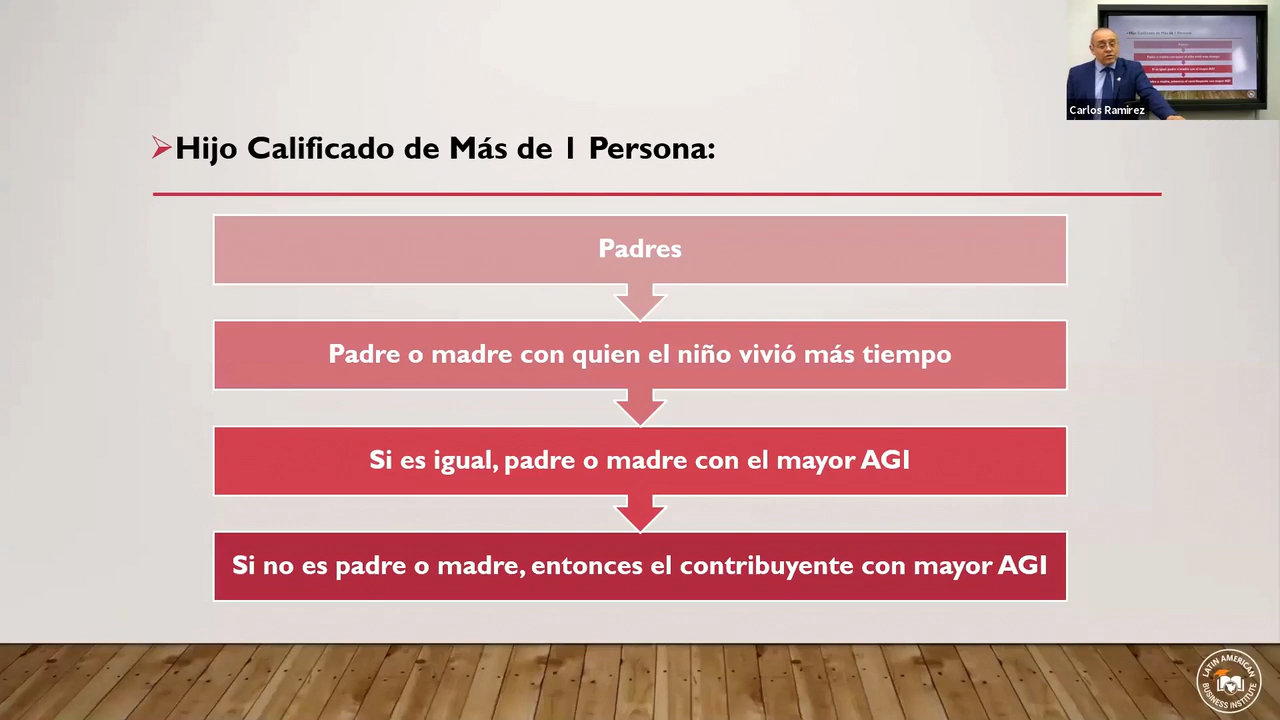 Carlos Ramirez
Hijo Calificado de Más de 1 Persona:
Padres
Padre o madre con quien el niño vivió más tiempo
Si es igual, padre o madre con el mayor AGI
Si no es padre o madre, entonces el contribuyente con mayor AGI
LATIN AMERICAN
BUSINESS INSTITUTE